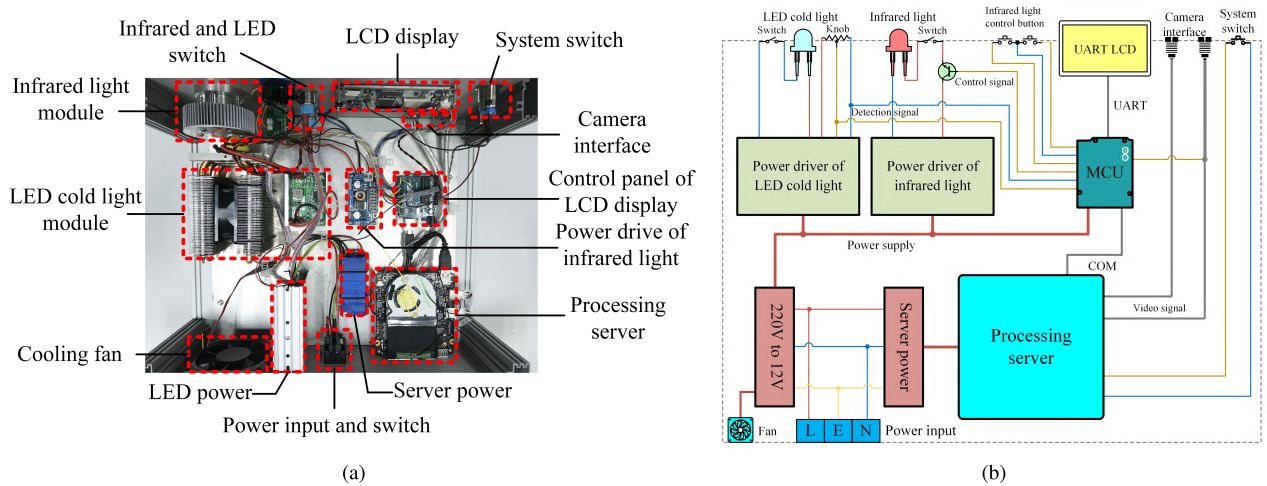 Infrared and LED
switch
LCD display
System switch
Infrared light
module
Camera
interface
LED cold light
module
Control panel of
LCD display
Power drive of
infrared light
Processing
server
Cooling fan
LED power
Server power
Power input and switch
(a)
LED cold light
Switch
Knob
Infrared light
Switch
Infrared light
control button
Camera
interface
System
switch
UART LCD
Control signal
Detection signal
UART
Power driver of
LED cold light
Power driver of
infrared light
MCU
Power supply
COM
Video signal
220V to 12V
Server power
Processing
server
Fan
L E N
Power input
(b)